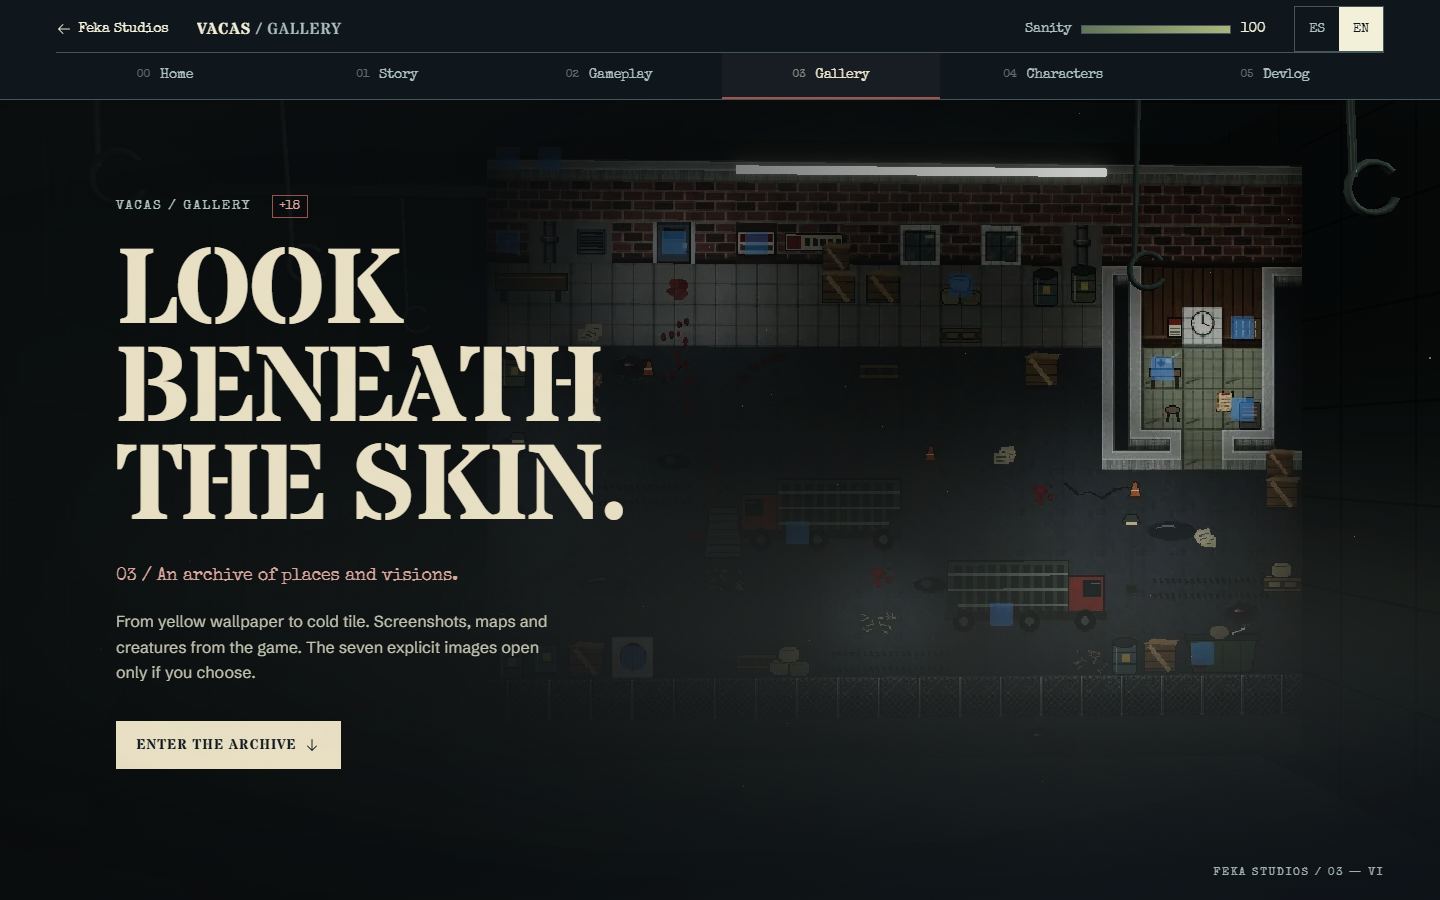 ← Feka Studios
VACAS / GALLERY
Sanity 100
ES EN
00 Home
01 Story
02 Gameplay
03 Gallery
04 Characters
05 Devlog
VACAS / GALLERY +18
LOOK
BENEATH
THE SKIN.
03 / An archive of places and visions.
From yellow wallpaper to cold tile. Screenshots, maps and
creatures from the game. The seven explicit images open
only if you choose.
ENTER THE ARCHIVE ↓
FEKA STUDIOS / 03 — VI